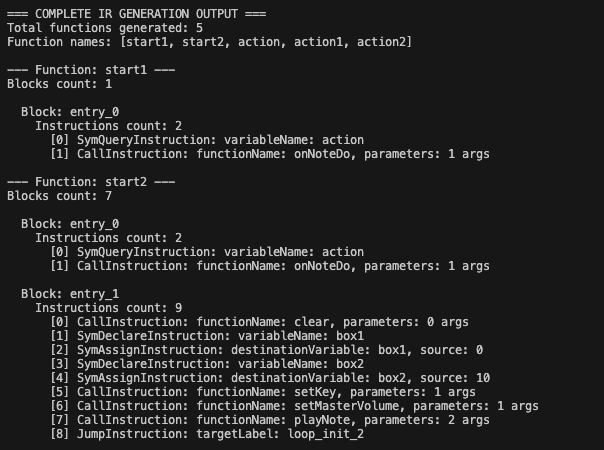 === COMPLETE IR GENERATION OUTPUT ===
Total functions generated: 5
Function names: [start1, start2, action, action1, action2]
--- Function: start1 ---
Blocks count: 1
Block: entry_0
Instructions count: 2
[0] SymQueryInstruction: variableName: action
[1] CallInstruction: functionName: onNoteDo, parameters: 1 args
--- Function: start2 ---
Blocks count: 7
Block: entry_0
Instructions count: 2
[0] SymQueryInstruction: variableName: action
[1] CallInstruction: functionName: onNoteDo, parameters: 1 args
Block: entry_1
Instructions count: 9
[0] CallInstruction: functionName: clear, parameters: 0 args
[1] SymDeclareInstruction: variableName: box1
[2] SymAssignInstruction: destinationVariable: box1, source: 0
[3] SymDeclareInstruction: variableName: box2
[4] SymAssignInstruction: destinationVariable: box2, source: 10
[5] CallInstruction: functionName: setKey, parameters: 1 args
[6] CallInstruction: functionName: setMasterVolume, parameters: 1 args
[7] CallInstruction: functionName: playNote, parameters: 2 args
[8] JumpInstruction: targetLabel: loop_init_2